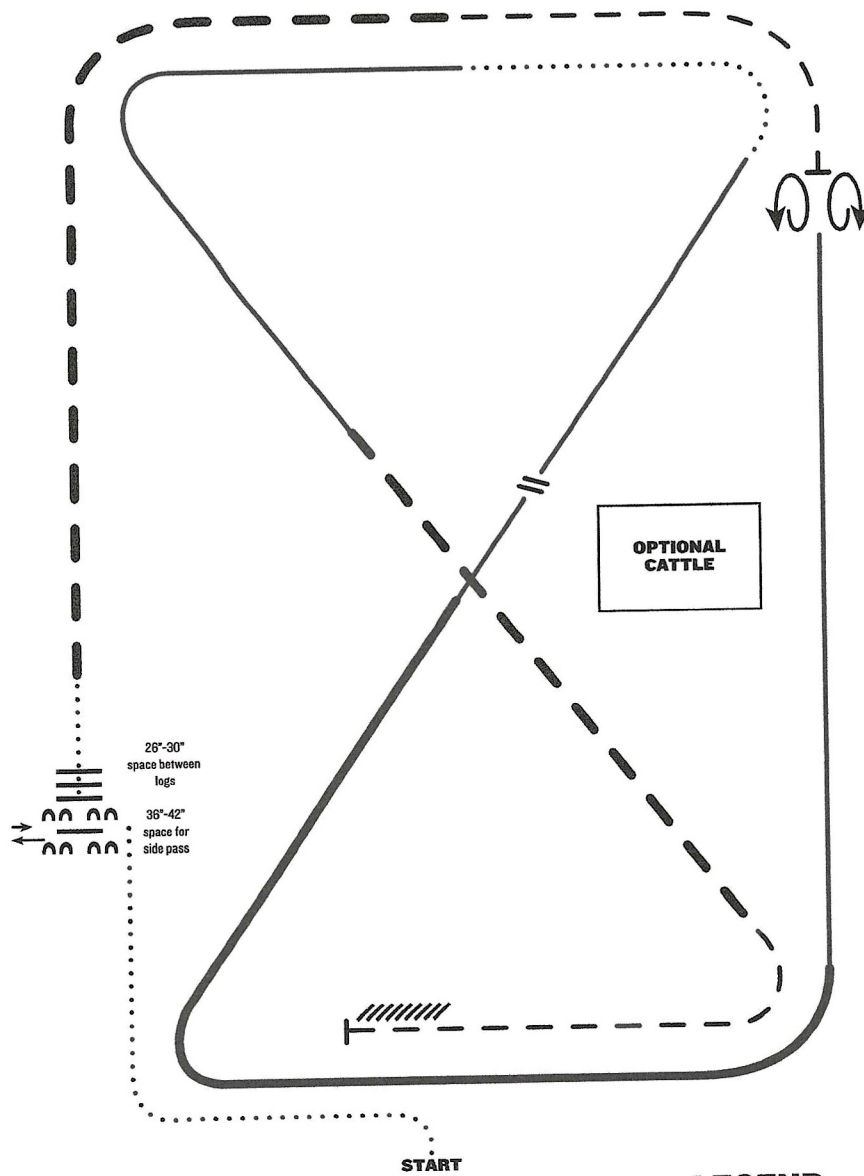 OPTIONAL
CATTLE
26"-30"
space between
logs
36"-42"
space for
side pass
START